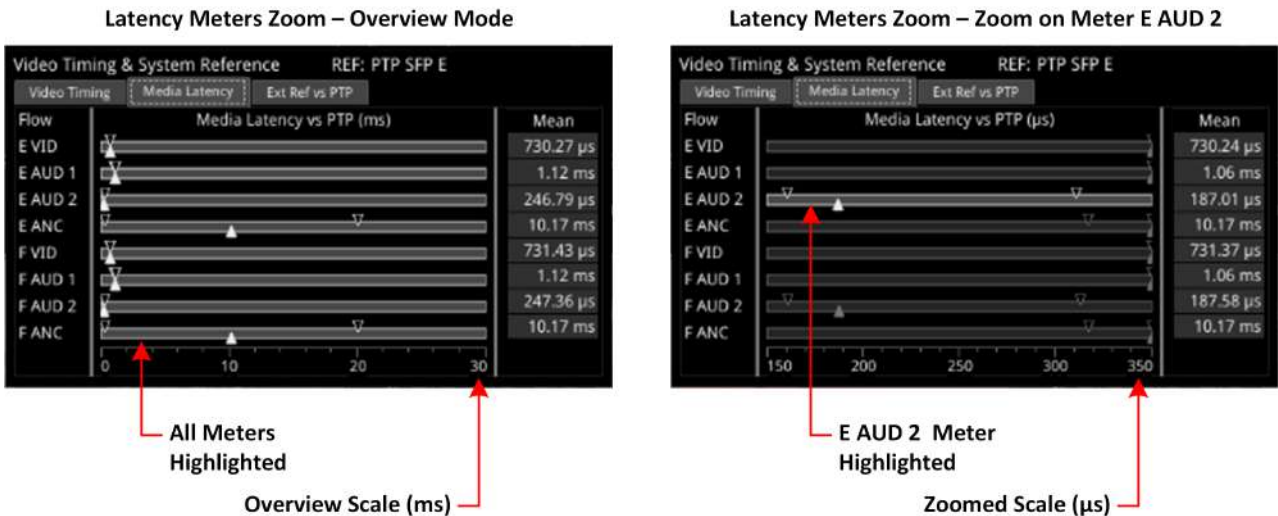 Latency Meters Zoom – Overview Mode
Video Timing & System Reference REF: PTP SFP E
Video Timing Media Latency Ext Ref vs PTP
Flow Media Latency vs PTP (ms) Mean
E VID 730.27 µs
E AUD 1 1.12 ms
E AUD 2 246.79 µs
E ANC 10.17 ms
F VID 731.43 µs
F AUD 1 1.12 ms
F AUD 2 247.36 µs
F ANC 10.17 ms
0 10 20 30
All Meters
Highlighted
Overview Scale (ms)
Latency Meters Zoom – Zoom on Meter E AUD 2
Video Timing & System Reference REF: PTP SFP E
Video Timing Media Latency Ext Ref vs PTP
Flow Media Latency vs PTP (µs) Mean
E VID 730.24 µs
E AUD 1 1.06 ms
E AUD 2 187.01 µs
E ANC 10.17 ms
F VID 731.37 µs
F AUD 1 1.06 ms
F AUD 2 187.58 µs
F ANC 10.17 ms
150 200 250 300 350
E AUD 2 Meter
Highlighted
Zoomed Scale (µs)